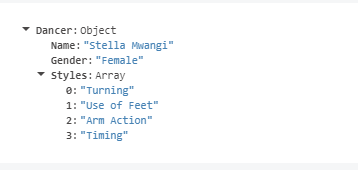 Dancer:Object
Name:"Stella Mwangi"
Gender:"Female"
Styles:Array
0:"Turning"
1:"Use of Feet"
2:"Arm Action"
3:"Timing"